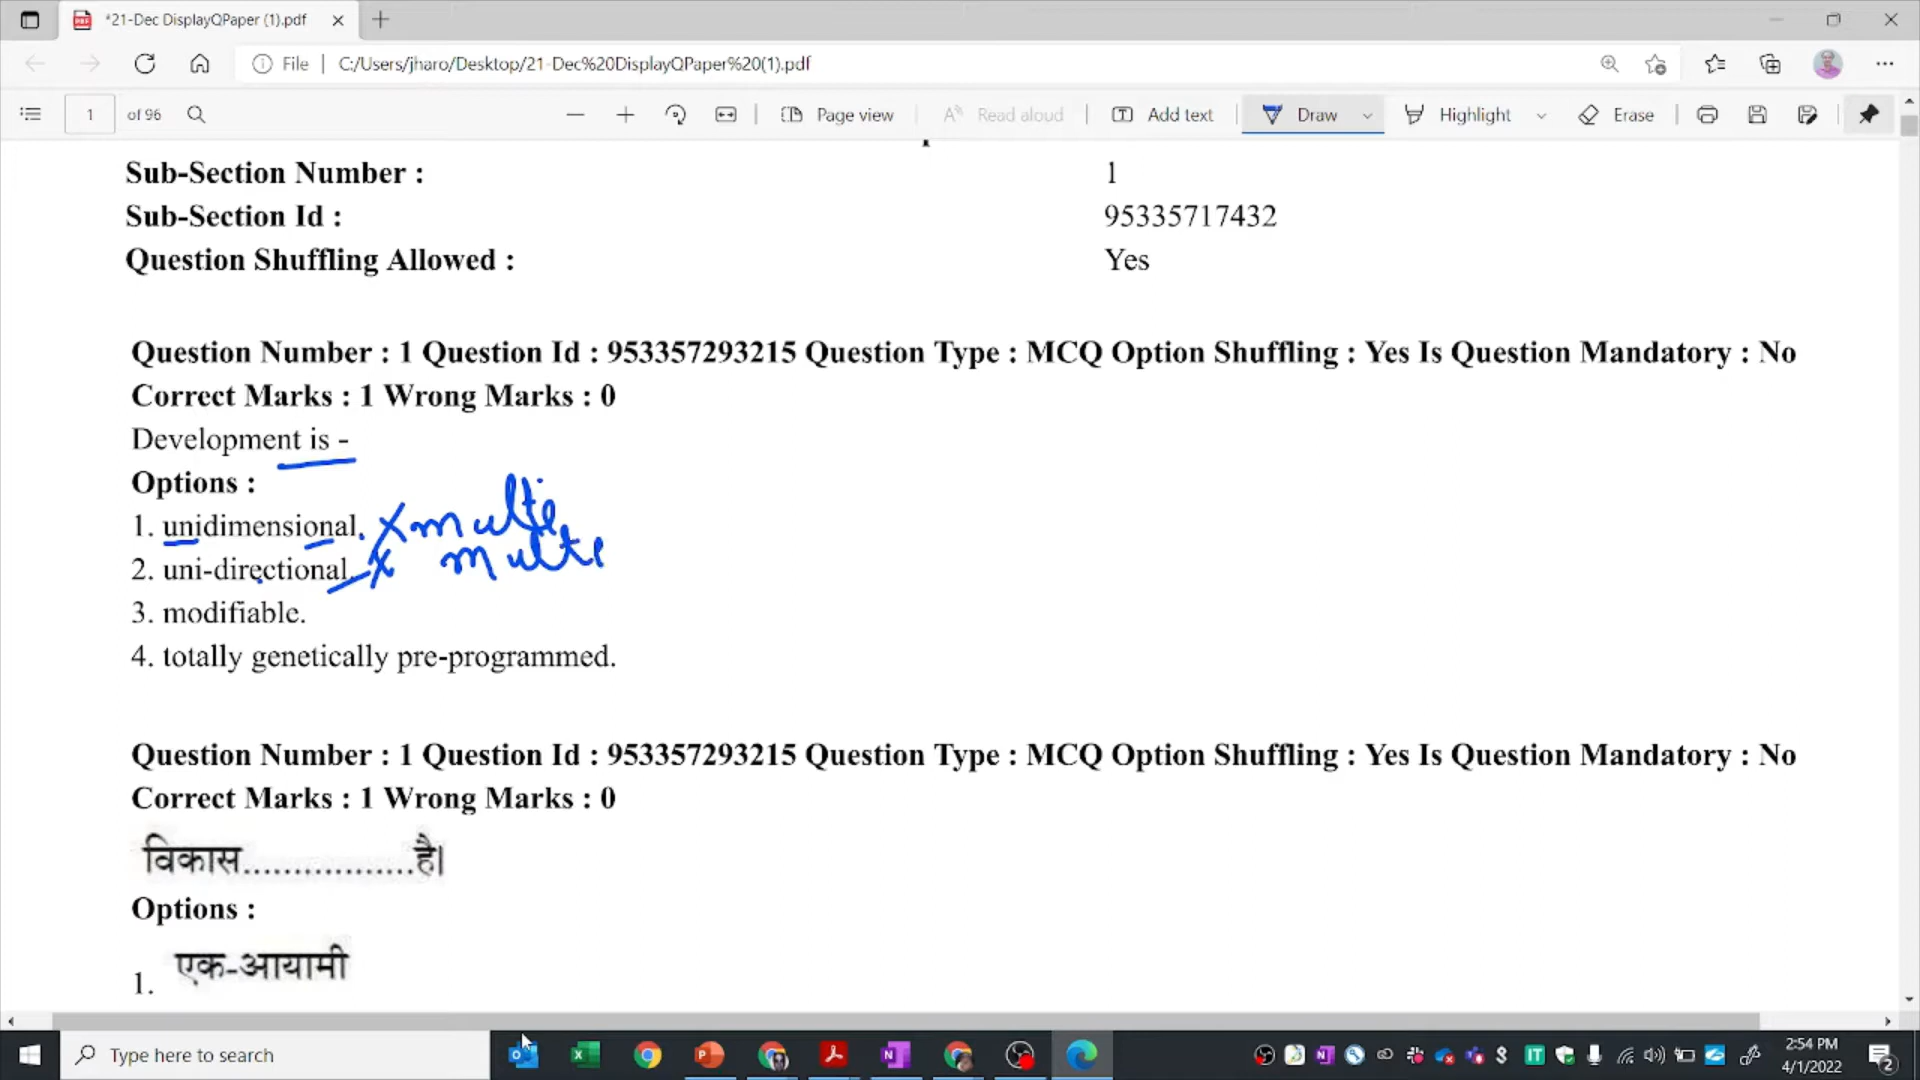 *21-Dec DisplayQPaper (1).pdf
File | C:/Users/jharo/Desktop/21-Dec%20DisplayQPaper%20(1).pdf
1 of 96 Page view Read aloud Add text Draw Highlight Erase
Sub-Section Number : 1
Sub-Section Id : 95335717432
Question Shuffling Allowed : Yes
Question Number : 1 Question Id : 953357293215 Question Type : MCQ Option Shuffling : Yes Is Question Mandatory : No
Correct Marks : 1 Wrong Marks : 0
Development is -
Options :
1. unidimensional. x multi
2. uni-directional. x multi
3. modifiable.
4. totally genetically pre-programmed.
Question Number : 1 Question Id : 953357293215 Question Type : MCQ Option Shuffling : Yes Is Question Mandatory : No
Correct Marks : 1 Wrong Marks : 0
विकास.................है।
Options :
1. एक-आयामी
Type here to search
2:54 PM
4/1/2022
2